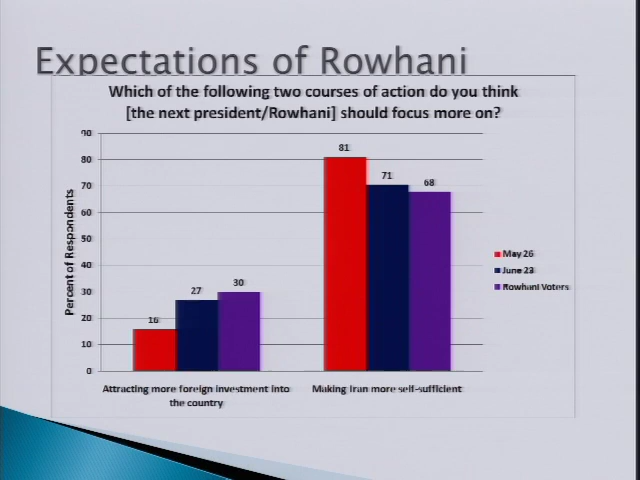 Expectations of Rowhani
Which of the following two courses of action do you think
[the next president/Rowhani] should focus more on?
Percent of Respondents
90
80
70
60
50
40
30
20
10
0
16
27
30
81
71
68
Attracting more foreign investment into
the country
Making Iran more self-sufficient
May 26
June 23
Rowhani Voters